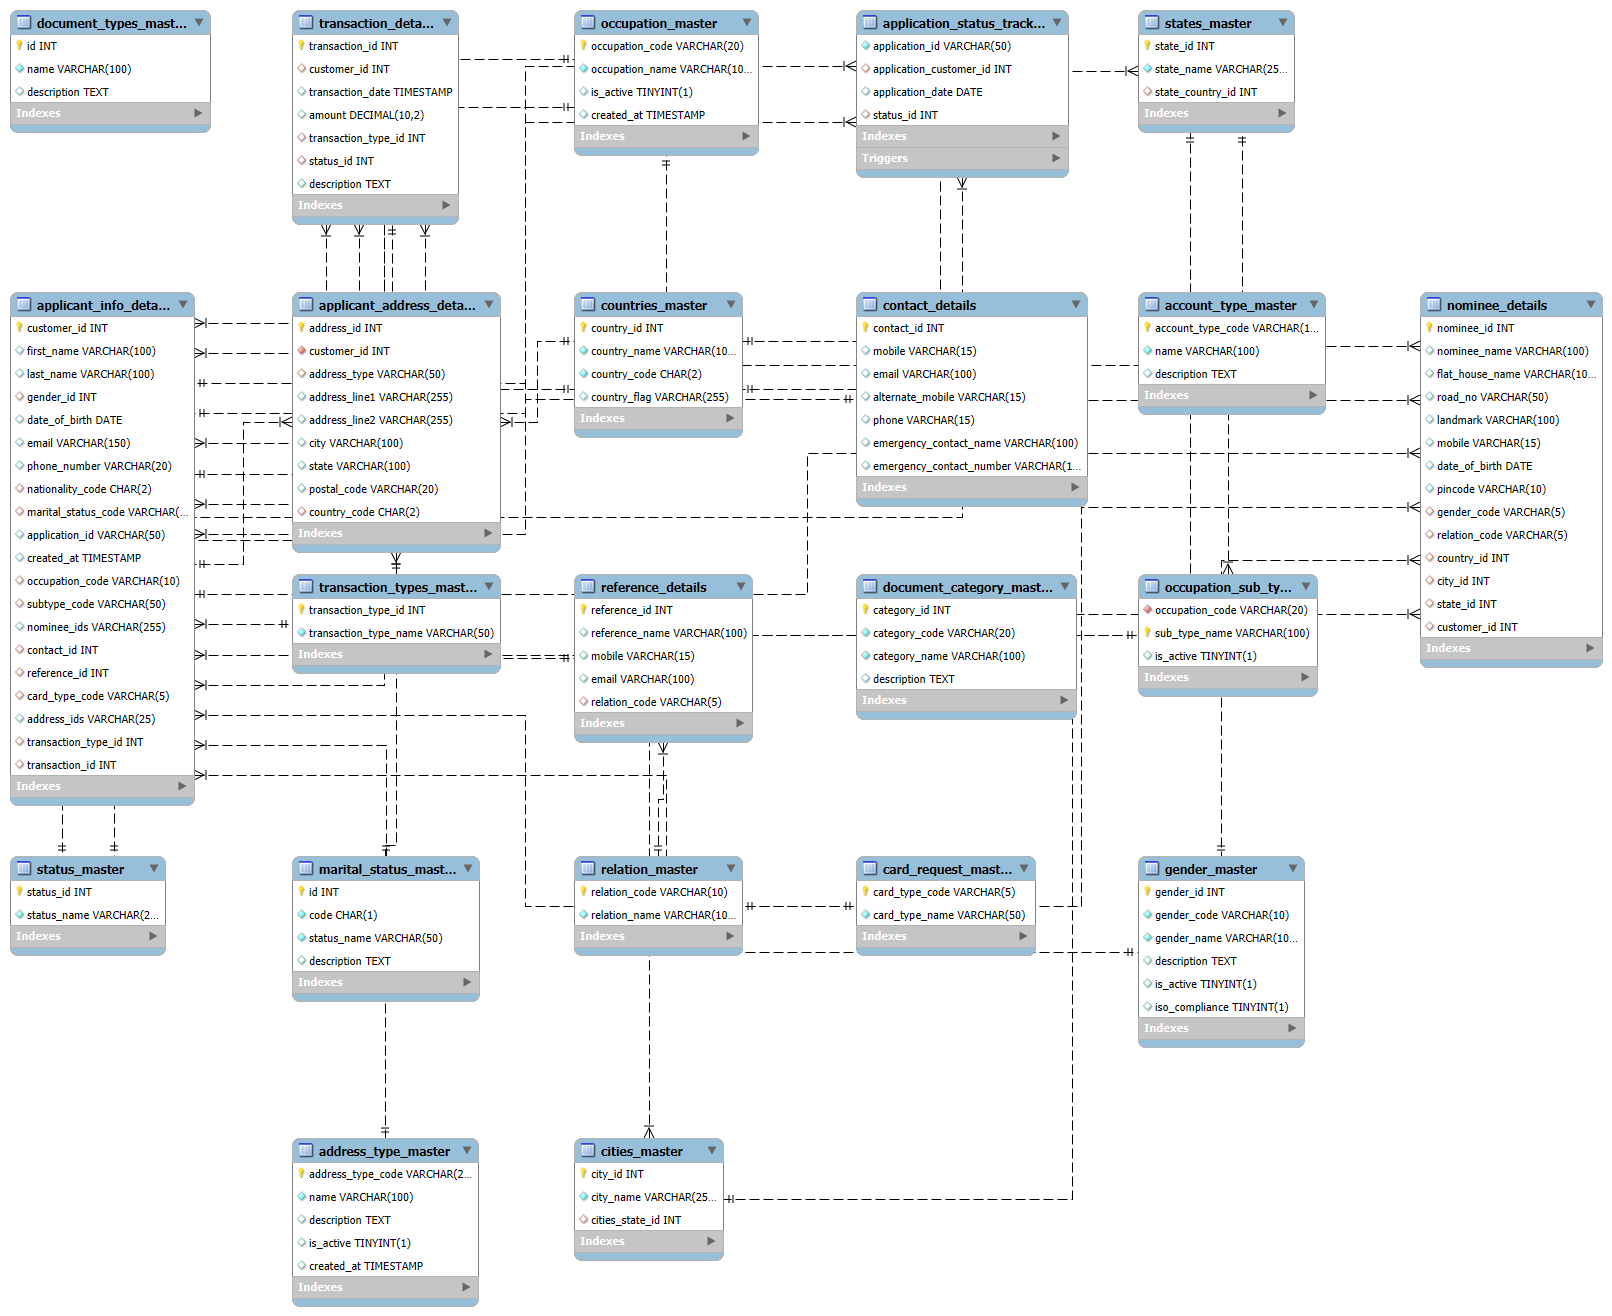 document_types_mast...
id INT
name VARCHAR(100)
description TEXT
Indexes
transaction_deta...
transaction_id INT
customer_id INT
transaction_date TIMESTAMP
amount DECIMAL(10,2)
transaction_type_id INT
status_id INT
description TEXT
Indexes
occupation_master
occupation_code VARCHAR(20)
occupation_name VARCHAR(10...
is_active TINYINT(1)
created_at TIMESTAMP
Indexes
application_status_track...
application_id VARCHAR(50)
application_customer_id INT
application_date DATE
status_id INT
Indexes
Triggers
states_master
state_id INT
state_name VARCHAR(25...
state_country_id INT
Indexes
applicant_info_deta...
customer_id INT
first_name VARCHAR(100)
last_name VARCHAR(100)
gender_id INT
date_of_birth DATE
email VARCHAR(150)
phone_number VARCHAR(20)
nationality_code CHAR(2)
marital_status_code VARCHAR(...
application_id VARCHAR(50)
created_at TIMESTAMP
occupation_code VARCHAR(10)
subtype_code VARCHAR(50)
nominee_ids VARCHAR(255)
contact_id INT
reference_id INT
card_type_code VARCHAR(5)
address_ids VARCHAR(25)
transaction_type_id INT
transaction_id INT
Indexes
applicant_address_deta...
address_id INT
customer_id INT
address_type VARCHAR(50)
address_line1 VARCHAR(255)
address_line2 VARCHAR(255)
city VARCHAR(100)
state VARCHAR(100)
postal_code VARCHAR(20)
country_code CHAR(2)
Indexes
countries_master
country_id INT
country_name VARCHAR(10...
country_code CHAR(2)
country_flag VARCHAR(255)
Indexes
contact_details
contact_id INT
mobile VARCHAR(15)
email VARCHAR(100)
alternate_mobile VARCHAR(15)
phone VARCHAR(15)
emergency_contact_name VARCHAR(100)
emergency_contact_number VARCHAR(1...
Indexes
account_type_master
account_type_code VARCHAR(1...
name VARCHAR(100)
description TEXT
Indexes
nominee_details
nominee_id INT
nominee_name VARCHAR(100)
flat_house_name VARCHAR(10...
road_no VARCHAR(50)
landmark VARCHAR(100)
mobile VARCHAR(15)
date_of_birth DATE
pincode VARCHAR(10)
gender_code VARCHAR(5)
relation_code VARCHAR(5)
country_id INT
city_id INT
state_id INT
customer_id INT
Indexes
transaction_types_mast...
transaction_type_id INT
transaction_type_name VARCHAR(50)
Indexes
reference_details
reference_id INT
reference_name VARCHAR(100)
mobile VARCHAR(15)
email VARCHAR(100)
relation_code VARCHAR(5)
Indexes
document_category_mast...
category_id INT
category_code VARCHAR(20)
category_name VARCHAR(100)
description TEXT
Indexes
occupation_sub_ty...
occupation_code VARCHAR(20)
sub_type_name VARCHAR(100)
is_active TINYINT(1)
Indexes
status_master
status_id INT
status_name VARCHAR(2...
Indexes
marital_status_mast...
id INT
code CHAR(1)
status_name VARCHAR(50)
description TEXT
Indexes
relation_master
relation_code VARCHAR(10)
relation_name VARCHAR(10...
Indexes
card_request_mast...
card_type_code VARCHAR(5)
card_type_name VARCHAR(50)
Indexes
gender_master
gender_id INT
gender_code VARCHAR(10)
gender_name VARCHAR(10...
description TEXT
is_active TINYINT(1)
iso_compliance TINYINT(1)
Indexes
address_type_master
address_type_code VARCHAR(2...
name VARCHAR(100)
description TEXT
is_active TINYINT(1)
created_at TIMESTAMP
Indexes
cities_master
city_id INT
city_name VARCHAR(25...
cities_state_id INT
Indexes